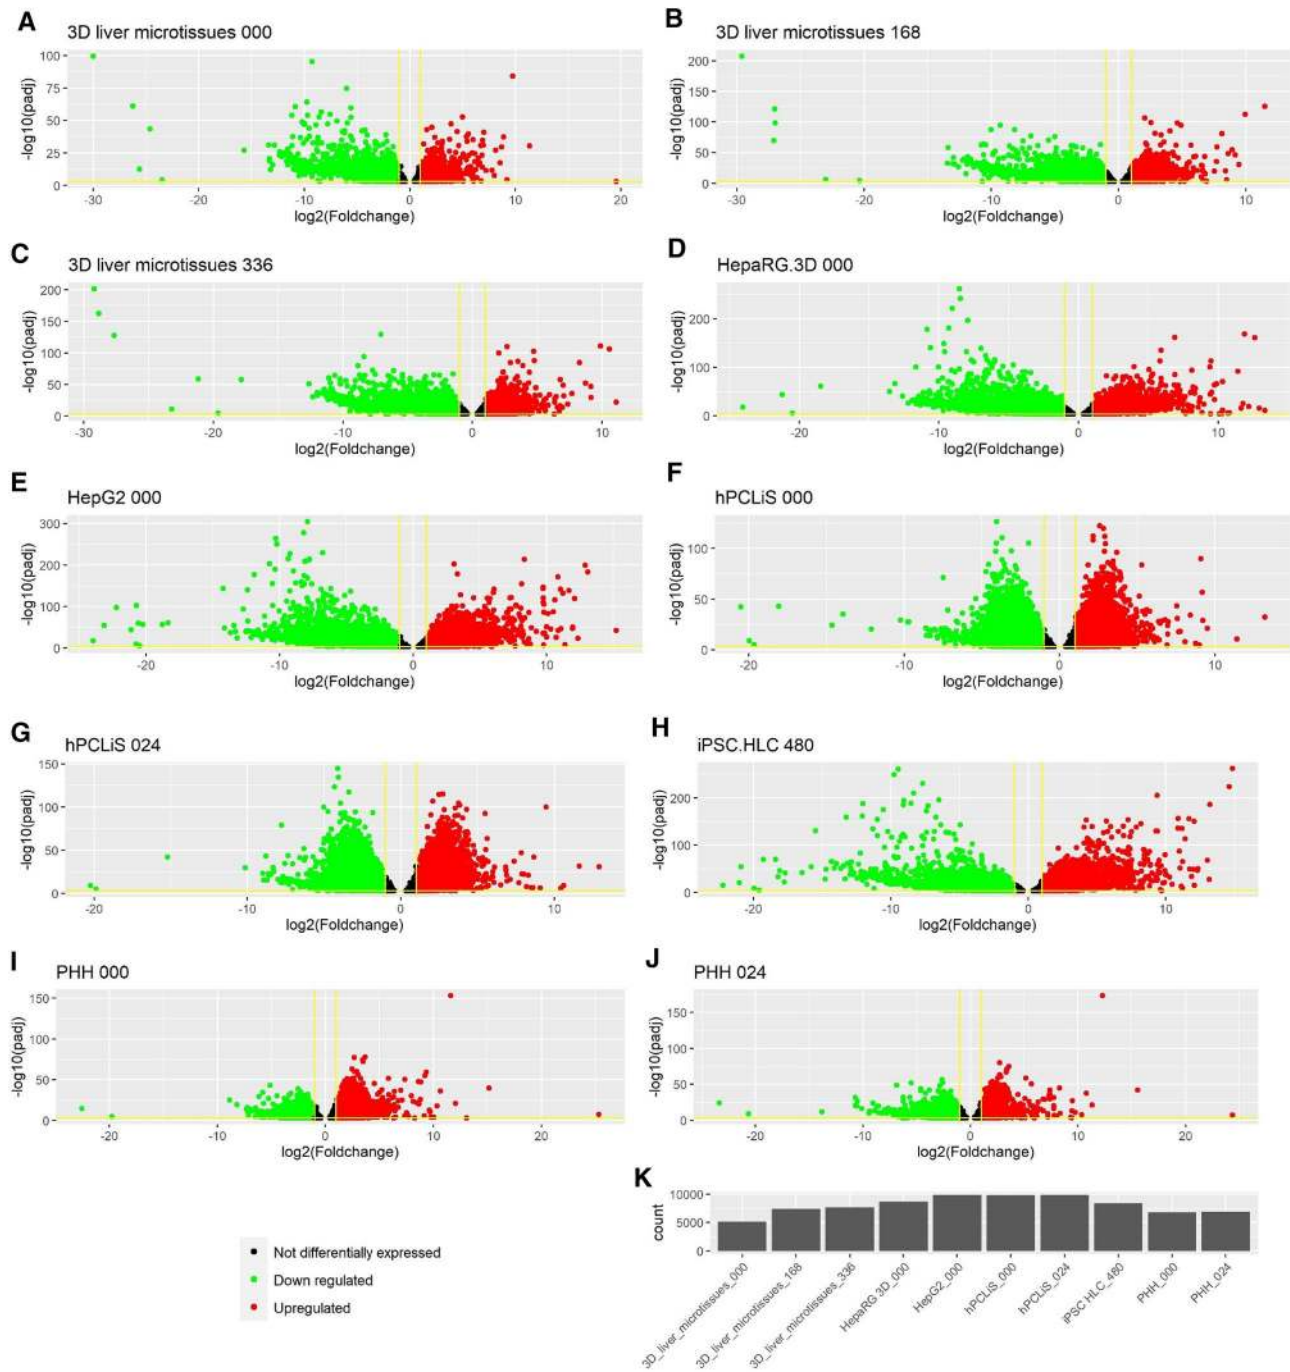 A
3D liver microtissues 000
100
75
50
25
0
-log10(padj)
-30
-20
-10
0
10
20
log2(Foldchange)
B
3D liver microtissues 168
200
150
100
50
0
-log10(padj)
-30
-20
-10
0
10
log2(Foldchange)
C
3D liver microtissues 336
200
150
100
50
0
-log10(padj)
-30
-20
-10
0
10
log2(Foldchange)
D
HepaRG.3D 000
200
100
0
-log10(padj)
-20
-10
0
10
log2(Foldchange)
E
HepG2 000
300
200
100
0
-log10(padj)
-20
-10
0
10
log2(Foldchange)
F
hPCLiS 000
100
50
0
-log10(padj)
-20
-10
0
10
log2(Foldchange)
G
hPCLiS 024
150
100
50
0
-log10(padj)
-20
-10
0
10
log2(Foldchange)
H
iPSC.HLC 480
200
100
0
-log10(padj)
-20
-10
0
10
log2(Foldchange)
I
PHH 000
150
100
50
0
-log10(padj)
-20
-10
0
10
20
log2(Foldchange)
J
PHH 024
150
100
50
0
-log10(padj)
-20
-10
0
10
20
log2(Foldchange)
K
10000
5000
0
count
3D_liver_microtissues_000
3D_liver_microtissues_168
3D_liver_microtissues_336
HepaRG.3D_000
HepG2_000
hPCLiS_000
hPCLiS_024
iPSC.HLC_480
PHH_000
PHH_024
Not differentially expressed
Down regulated
Upregulated